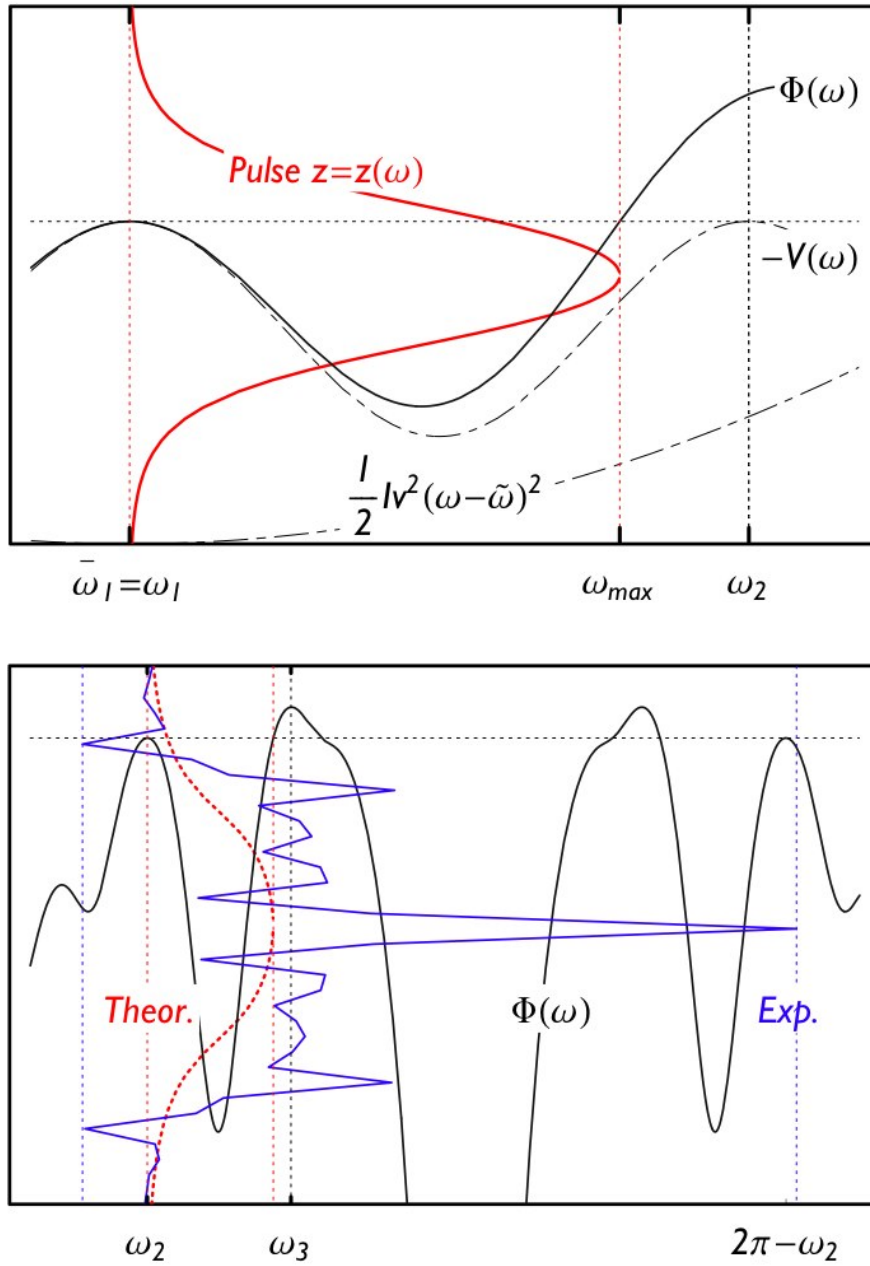 Φ(ω)
Pulse z=z(ω)
−V(ω)
1/2 Iv²(ω−ω̃)²
ω̄₁=ω₁
ω_max
ω₂
Theor.
Φ(ω)
Exp.
ω₂
ω₃
2π−ω₂